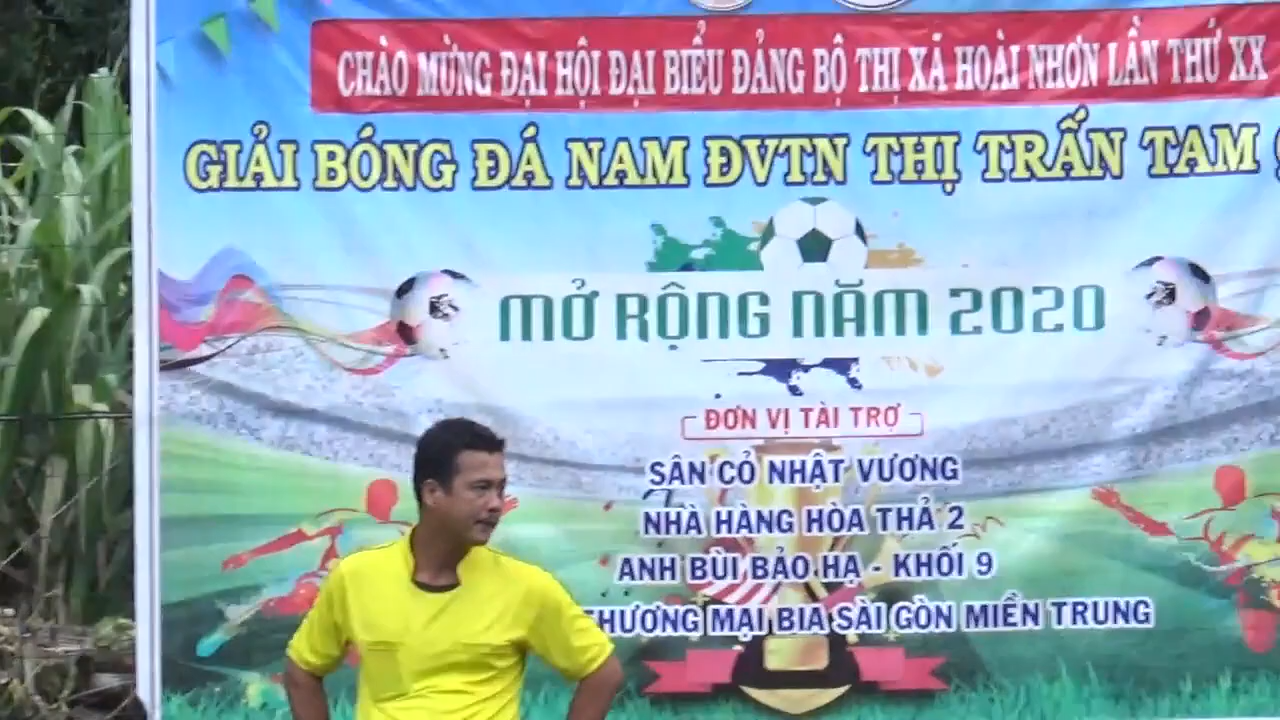 CHÀO MỪNG ĐẠI HỘI ĐẠI BIỂU ĐẢNG BỘ THỊ XÃ HOÀI NHƠN LẦN THỨ XX
GIẢI BÓNG ĐÁ NAM ĐVTN THỊ TRẤN TAM
MỞ RỘNG NĂM 2020
ĐƠN VỊ TÀI TRỢ
SÂN CỎ NHẬT VƯƠNG
NHÀ HÀNG HÒA THẢ 2
ANH BÙI BẢO HẠ - KHỐI 9
THƯƠNG MẠI BIA SÀI GÒN MIỀN TRUNG